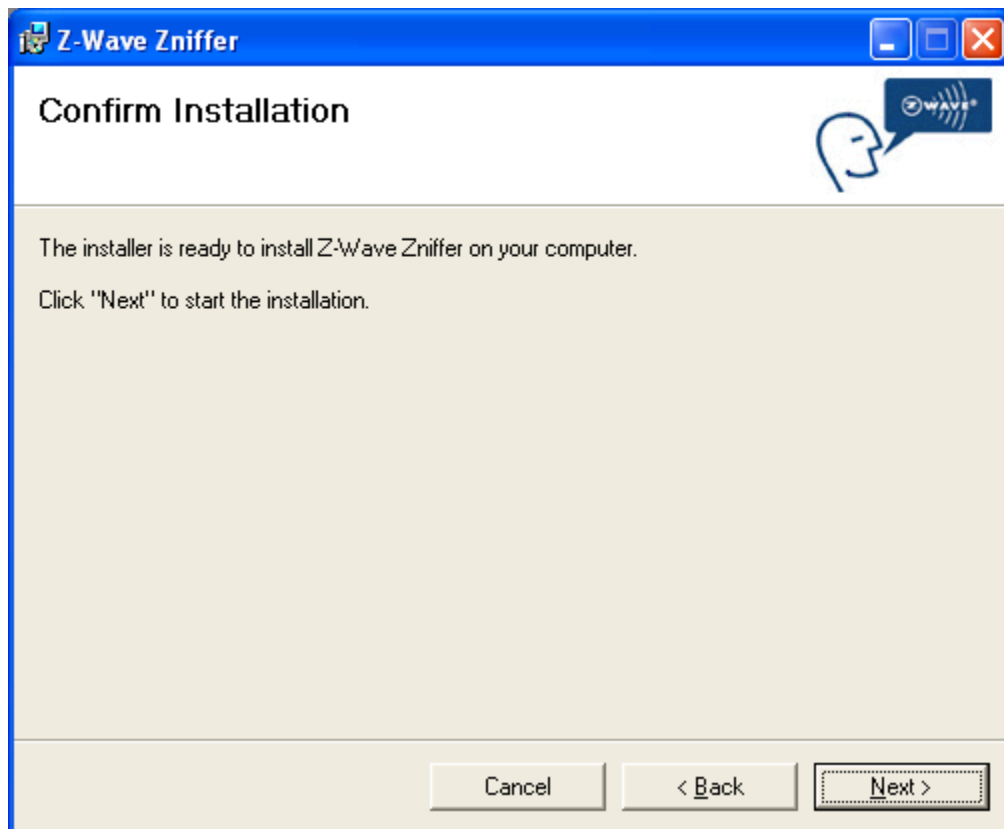 Z-Wave Zniffer
Confirm Installation
ZWAVE®
The installer is ready to install Z-Wave Zniffer on your computer.
Click "Next" to start the installation.
Cancel
< Back
Next >